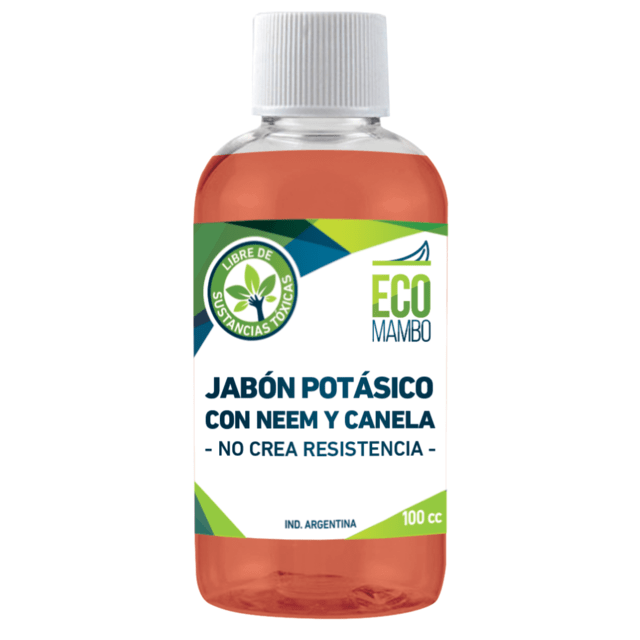 LIBRE DE
SUSTANCIAS TÓXICAS
ECO
MAMBO
JABÓN POTÁSICO
CON NEEM Y CANELA
- NO CREA RESISTENCIA -
IND. ARGENTINA
100 cc